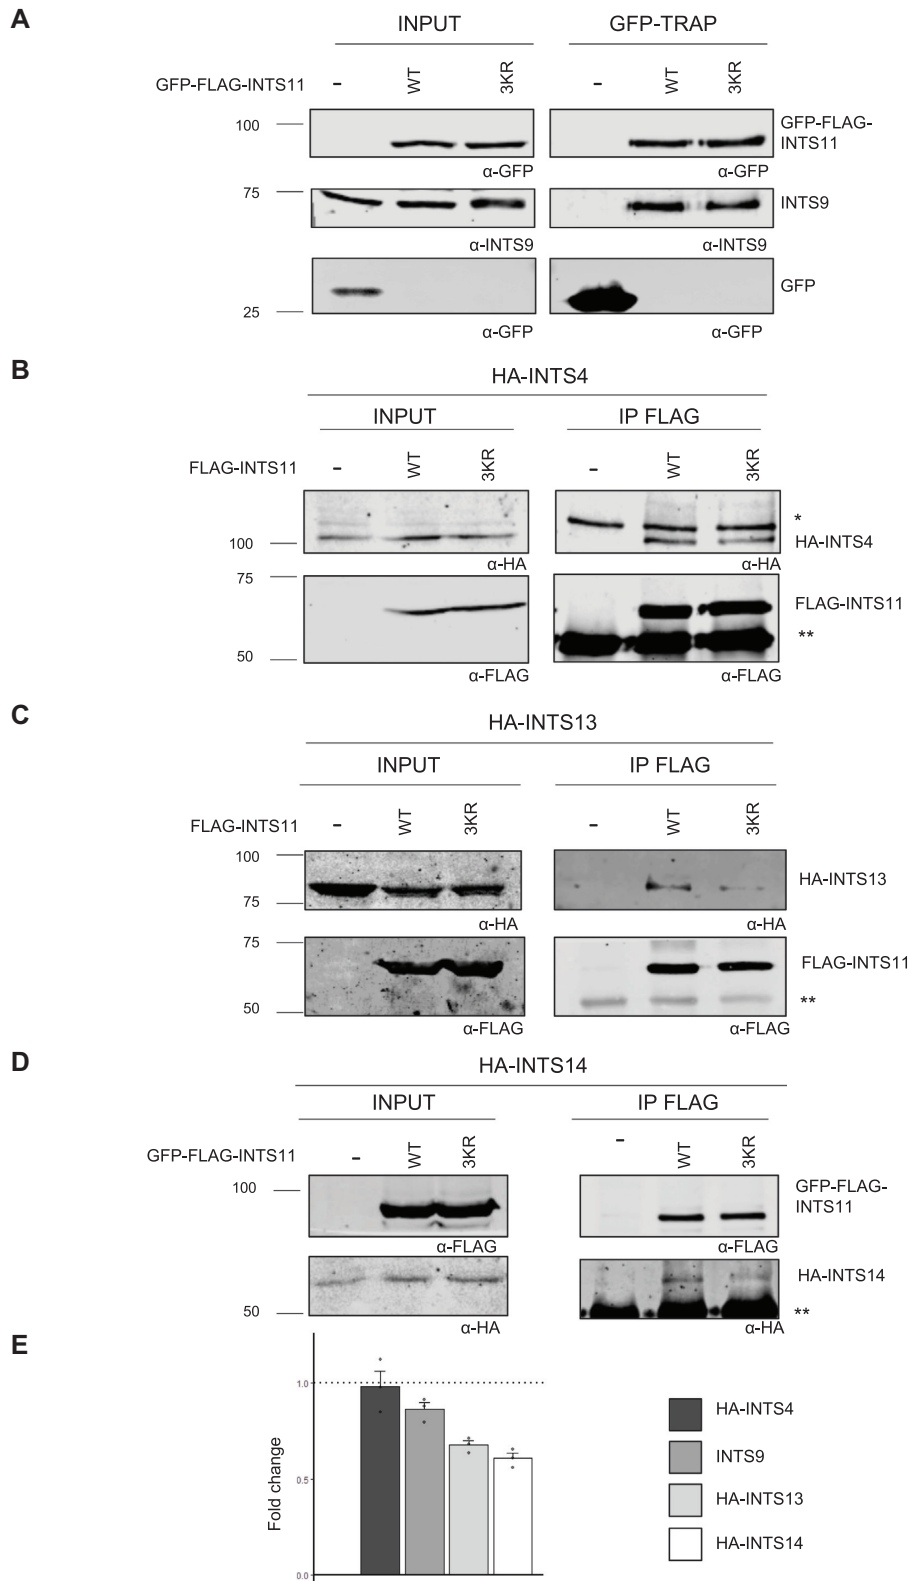 A
INPUT GFP-TRAP
GFP-FLAG-INTS11 - WT 3KR - WT 3KR
100
GFP-FLAG-
INTS11
α-GFP α-GFP
75
INTS9
α-INTS9 α-INTS9
GFP
25
α-GFP α-GFP
B
HA-INTS4
INPUT IP FLAG
FLAG-INTS11 - WT 3KR - WT 3KR
*
100 HA-INTS4
α-HA α-HA
75
FLAG-INTS11
**
50
α-FLAG α-FLAG
C
HA-INTS13
INPUT IP FLAG
FLAG-INTS11 - WT 3KR - WT 3KR
100
HA-INTS13
75
α-HA α-HA
75
FLAG-INTS11
**
50
α-FLAG α-FLAG
D
HA-INTS14
INPUT IP FLAG
GFP-FLAG-INTS11 - WT 3KR - WT 3KR
100
GFP-FLAG-
INTS11
α-FLAG α-FLAG
HA-INTS14
50 **
α-HA α-HA
E
1.0
0.5
0.0
Fold change
HA-INTS4
INTS9
HA-INTS13
HA-INTS14